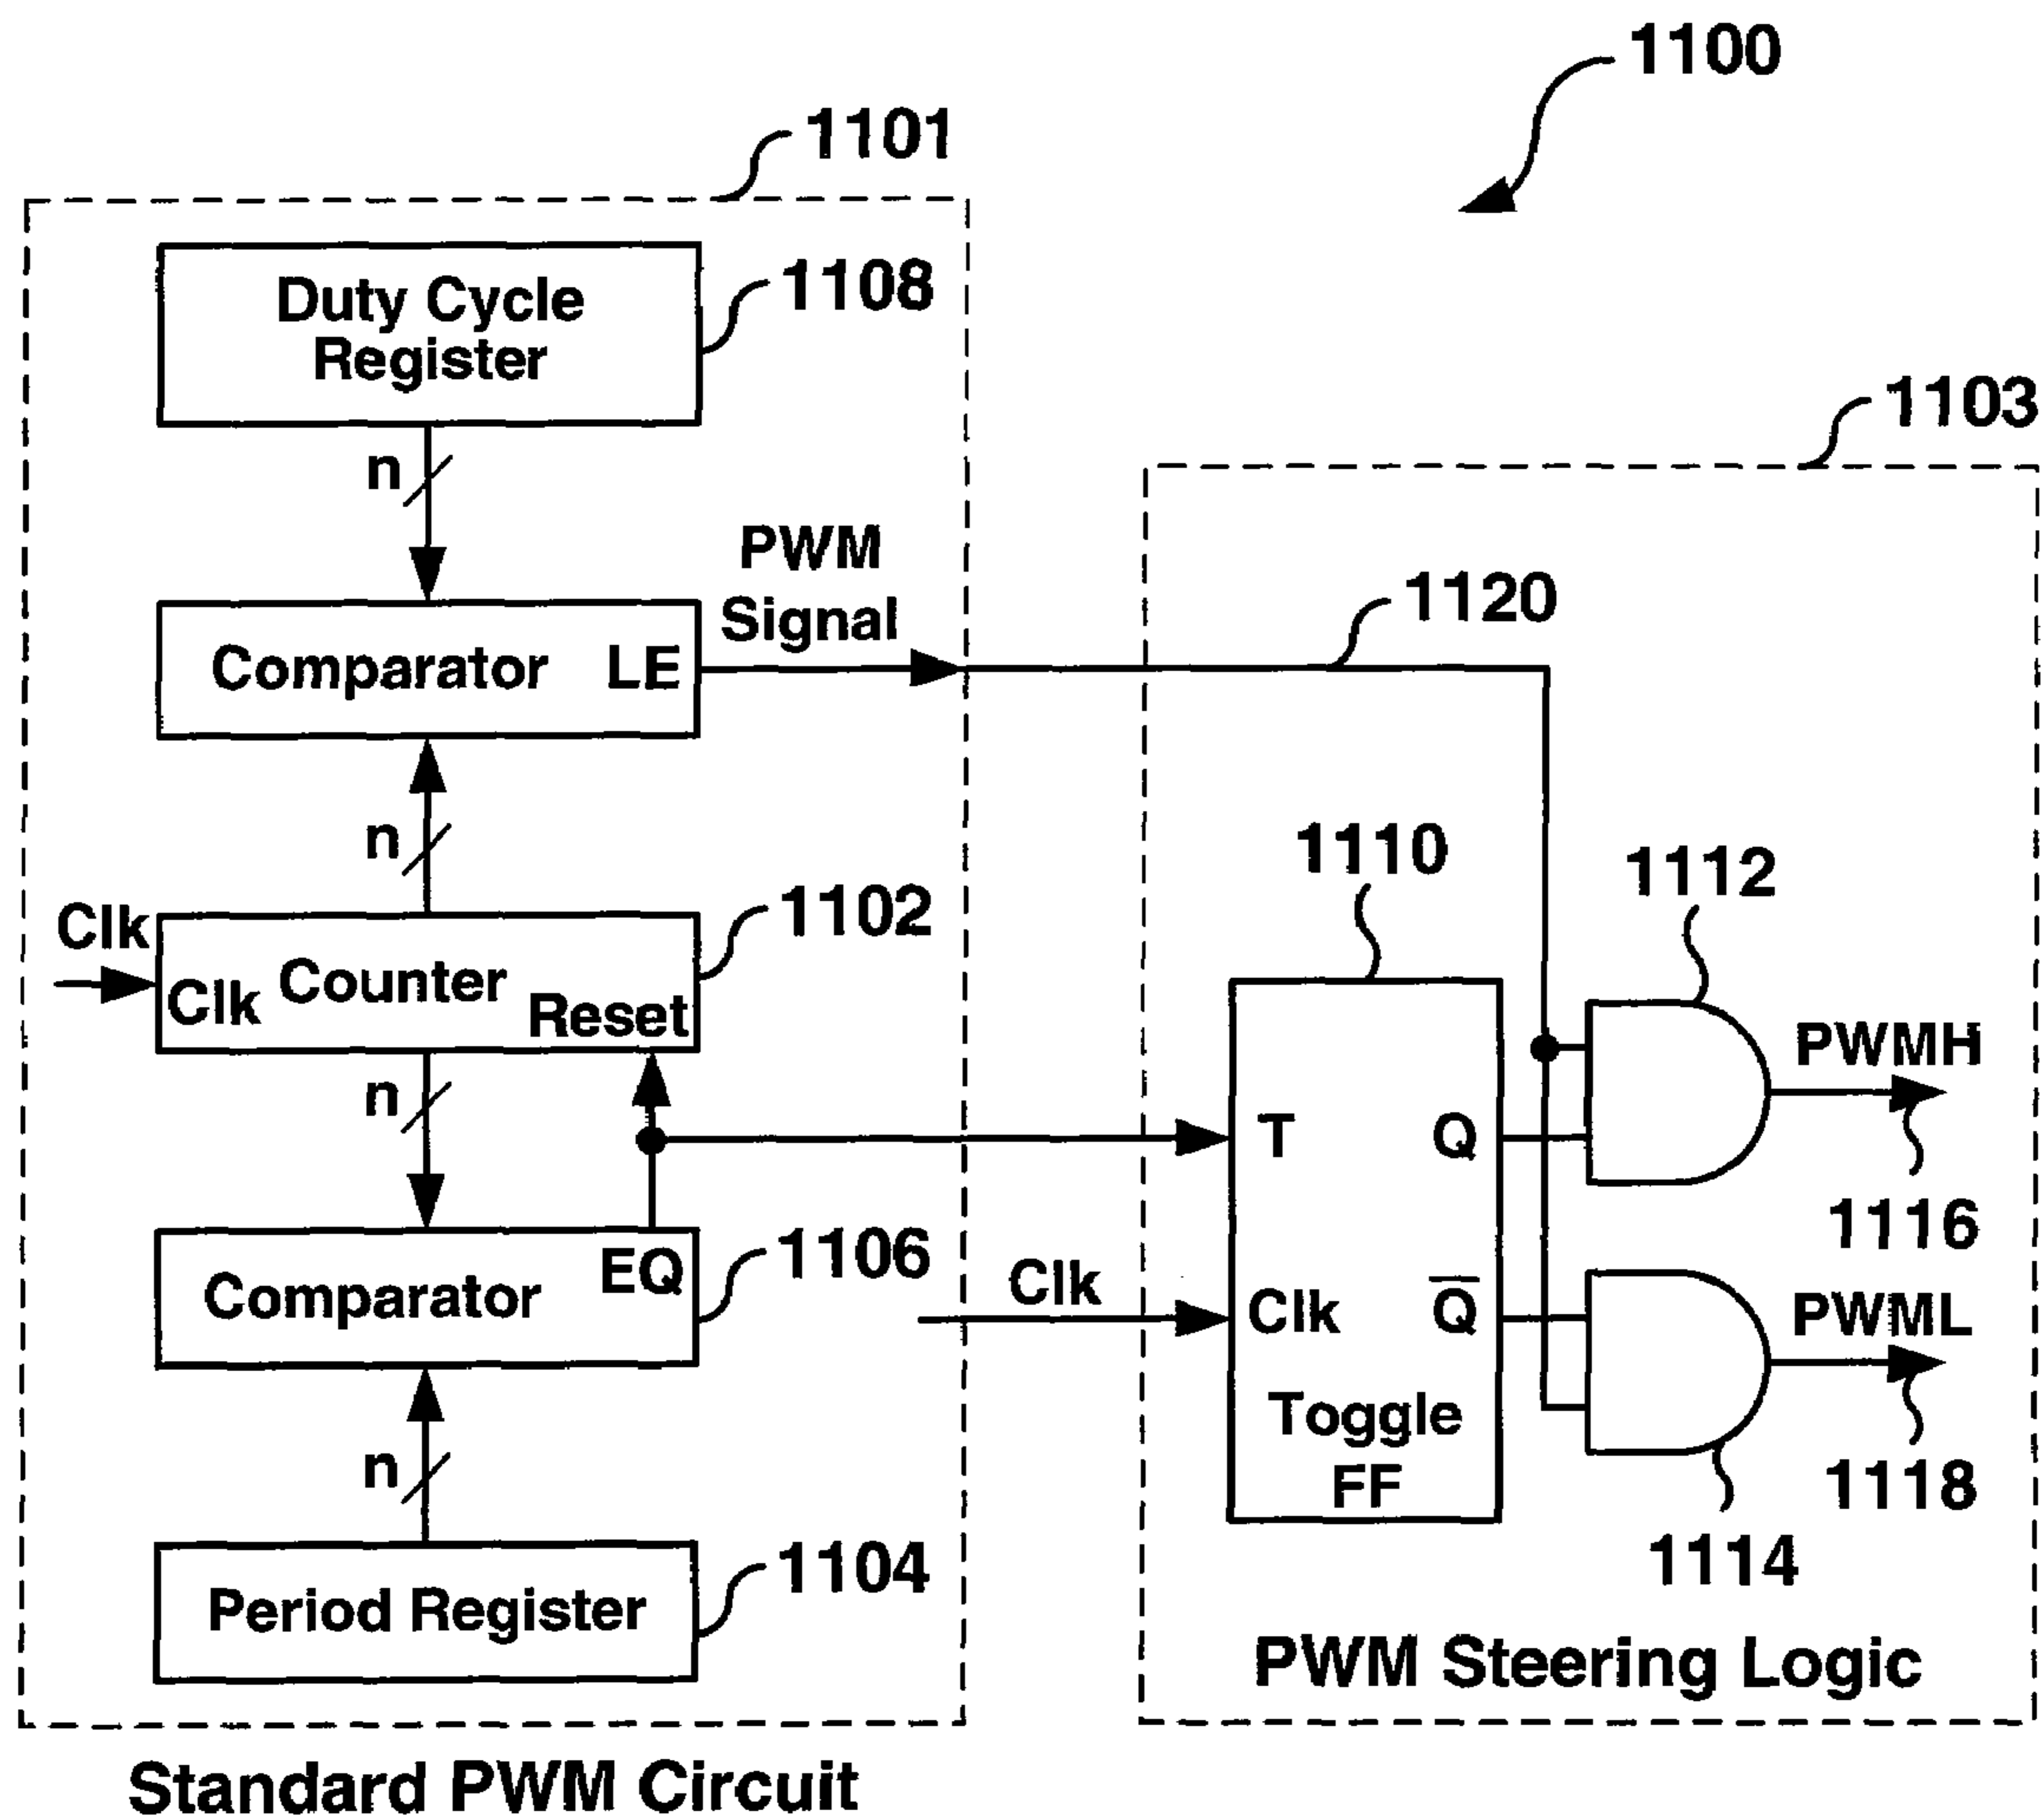 1100
1101
Duty Cycle
Register
1108
1103
n
PWM
Signal
1120
Comparator LE
n
1110
1112
Clk
1102
Clk Counter
Reset
PWMH
n
T
Q
1116
EQ
1106
Comparator
Clk
Clk
Q̅
PWML
Toggle
FF
n
1118
1114
1104
Period Register
PWM Steering Logic
Standard PWM Circuit